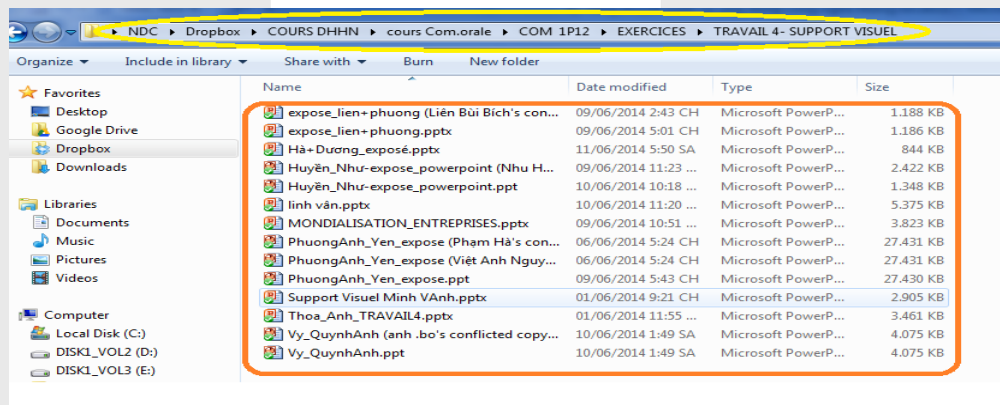 NDC ▸ Dropbox ▸ COURS DHHN ▸ cours Com.orale ▸ COM 1P12 ▸ EXERCICES ▸ TRAVAIL 4- SUPPORT VISUEL
Organize Include in library Share with Burn New folder
Name Date modified Type Size
Favorites
Desktop
Google Drive
Dropbox
Downloads
Libraries
Documents
Music
Pictures
Videos
Computer
Local Disk (C:)
DISK1_VOL2 (D:)
DISK1_VOL3 (E:)
expose_lien+phuong (Liên Bùi Bích's con... 09/06/2014 2:43 CH Microsoft PowerP... 1.188 KB
expose_lien+phuong.pptx 09/06/2014 5:01 CH Microsoft PowerP... 1.186 KB
Hà+Dương_exposé.pptx 11/06/2014 5:50 SA Microsoft PowerP... 844 KB
Huyền_Như-expose_powerpoint (Nhu H... 09/06/2014 11:23 ... Microsoft PowerP... 2.422 KB
Huyền_Như-expose_powerpoint.ppt 10/06/2014 10:18 ... Microsoft PowerP... 1.348 KB
linh vân.pptx 10/06/2014 11:20 ... Microsoft PowerP... 5.375 KB
MONDIALISATION_ENTREPRISES.pptx 09/06/2014 10:51 ... Microsoft PowerP... 3.823 KB
PhuongAnh_Yen_expose (Phạm Hà's con... 06/06/2014 5:24 CH Microsoft PowerP... 27.431 KB
PhuongAnh_Yen_expose (Việt Anh Nguy... 06/06/2014 5:24 CH Microsoft PowerP... 27.431 KB
PhuongAnh_Yen_expose.ppt 09/06/2014 5:43 CH Microsoft PowerP... 27.430 KB
Support Visuel Minh VAnh.pptx 01/06/2014 9:21 CH Microsoft PowerP... 2.905 KB
Thoa_Anh_TRAVAIL4.pptx 01/06/2014 11:55 ... Microsoft PowerP... 3.461 KB
Vy_QuynhAnh (anh .bo's conflicted copy... 10/06/2014 1:49 SA Microsoft PowerP... 4.075 KB
Vy_QuynhAnh.ppt 10/06/2014 1:49 SA Microsoft PowerP... 4.075 KB